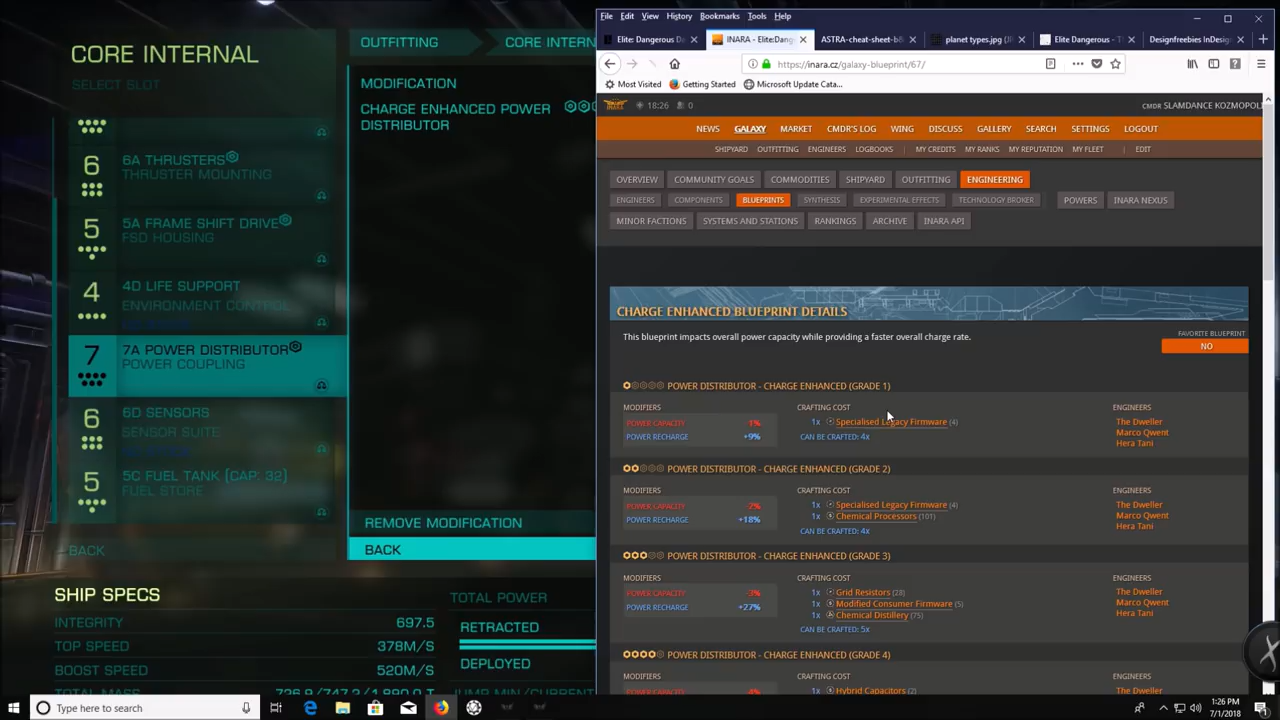 CORE INTERNAL
SELECT SLOT
6
6A THRUSTERS
THRUSTER MOUNTING
5
5A FRAME SHIFT DRIVE
FSD HOUSING
4
4D LIFE SUPPORT
ENVIRONMENT CONTROL
7
7A POWER DISTRIBUTOR
POWER COUPLING
6
6D SENSORS
SENSOR SUITE
5
5C FUEL TANK (CAP: 32)
FUEL STORE
BACK
SHIP SPECS
INTEGRITY 697.5
TOP SPEED 378M/S
BOOST SPEED 520M/S
TOTAL MASS
TOTAL POWER
RETRACTED
DEPLOYED
JUMP MIN/CURRENT
OUTFITTING
CORE INTERN
MODIFICATION
CHARGE ENHANCED POWER
DISTRIBUTOR
REMOVE MODIFICATION
BACK
File Edit View History Bookmarks Tools Help
Elite: Dangerous Da
INARA - Elite:Dang
ASTRA-cheat-sheet-b8
planet types.jpg (JP
Elite Dangerous - T
Designfreebies InDesig
https://inara.cz/galaxy-blueprint/67/
Most Visited Getting Started Microsoft Update Cata...
18:26 0
CMDR SLAMDANCE KOZMOPOL
NEWS GALAXY MARKET CMDR'S LOG WING DISCUSS GALLERY SEARCH SETTINGS LOGOUT
SHIPYARD OUTFITTING ENGINEERS LOGBOOKS MY CREDITS MY RANKS MY REPUTATION MY FLEET EDIT
OVERVIEW COMMUNITY GOALS COMMODITIES SHIPYARD OUTFITTING ENGINEERING
ENGINEERS COMPONENTS BLUEPRINTS SYNTHESIS EXPERIMENTAL EFFECTS TECHNOLOGY BROKER POWERS INARA NEXUS
MINOR FACTIONS SYSTEMS AND STATIONS RANKINGS ARCHIVE INARA API
CHARGE ENHANCED BLUEPRINT DETAILS
This blueprint impacts overall power capacity while providing a faster overall charge rate.
FAVORITE BLUEPRINT
NO
POWER DISTRIBUTOR - CHARGE ENHANCED (GRADE 1)
MODIFIERS CRAFTING COST ENGINEERS
POWER CAPACITY -1% 1x Specialised Legacy Firmware (4) The Dweller
POWER RECHARGE +9% CAN BE CRAFTED: 4x Marco Qwent
Hera Tani
POWER DISTRIBUTOR - CHARGE ENHANCED (GRADE 2)
MODIFIERS CRAFTING COST ENGINEERS
POWER CAPACITY -2% 1x Specialised Legacy Firmware (4) The Dweller
POWER RECHARGE +18% 1x Chemical Processors (101) Marco Qwent
CAN BE CRAFTED: 4x Hera Tani
POWER DISTRIBUTOR - CHARGE ENHANCED (GRADE 3)
MODIFIERS CRAFTING COST ENGINEERS
POWER CAPACITY -3% 1x Grid Resistors (28) The Dweller
POWER RECHARGE +27% 1x Modified Consumer Firmware (5) Marco Qwent
1x Chemical Distillery (75) Hera Tani
CAN BE CRAFTED: 5x
POWER DISTRIBUTOR - CHARGE ENHANCED (GRADE 4)
MODIFIERS CRAFTING COST ENGINEERS
POWER CAPACITY -4% 1x Hybrid Capacitors (2) The Dweller
Type here to search
1:26 PM
7/1/2018